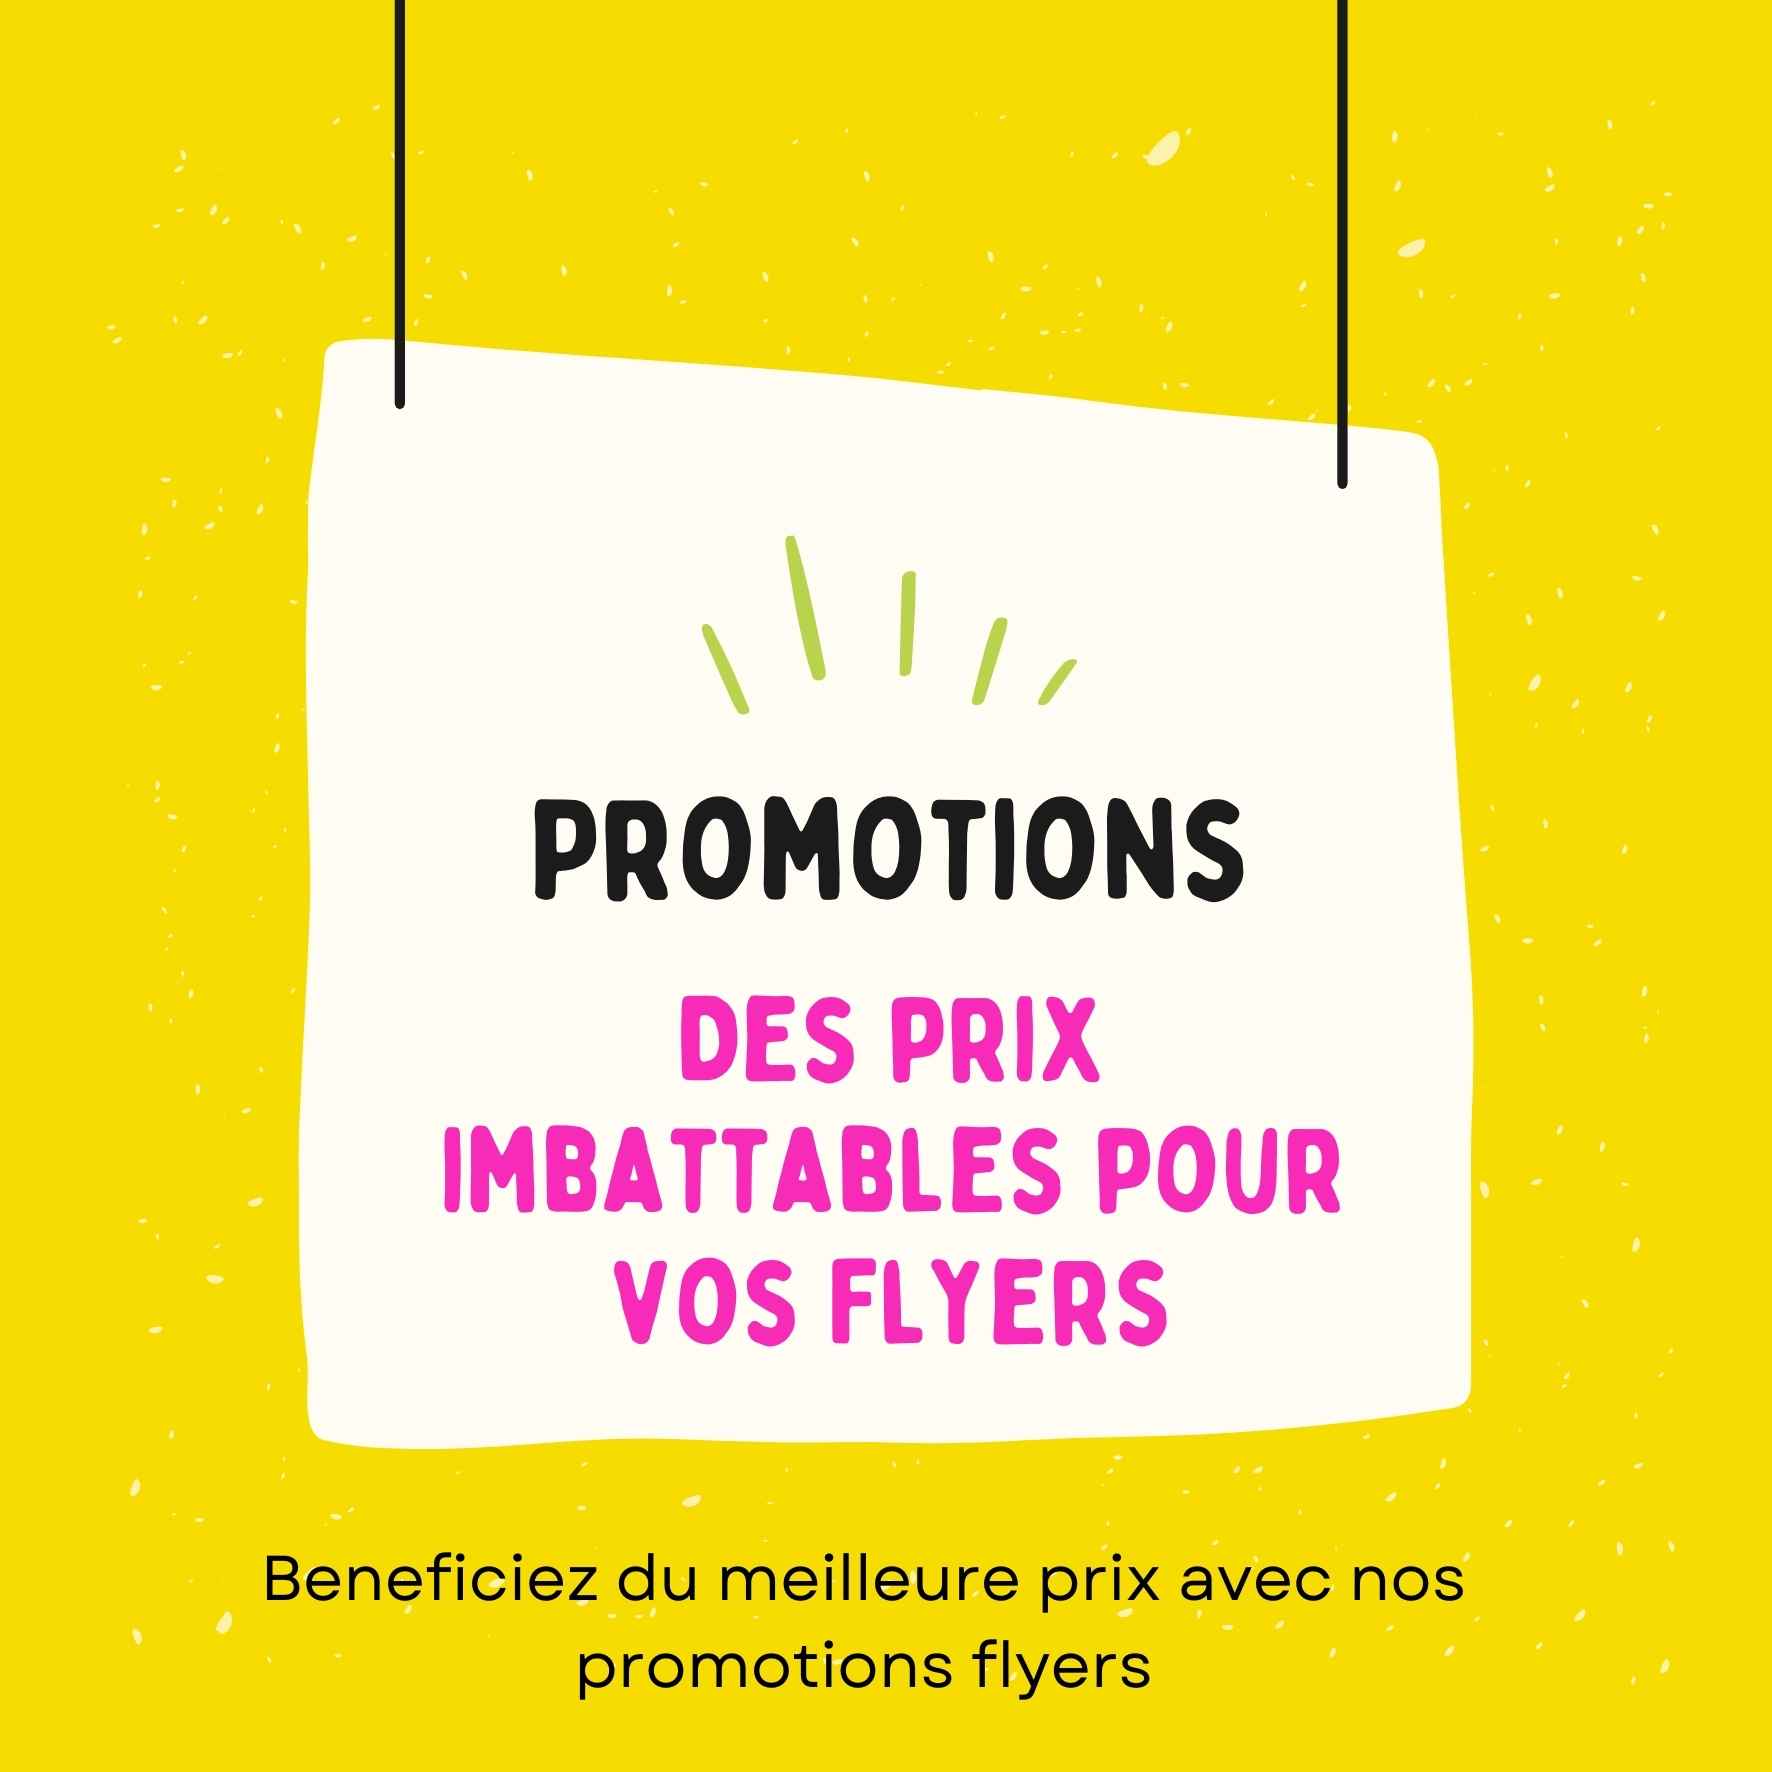 PROMOTIONS
DES PRIX
IMBATTABLES POUR
VOS FLYERS
Beneficiez du meilleure prix avec nos
promotions flyers